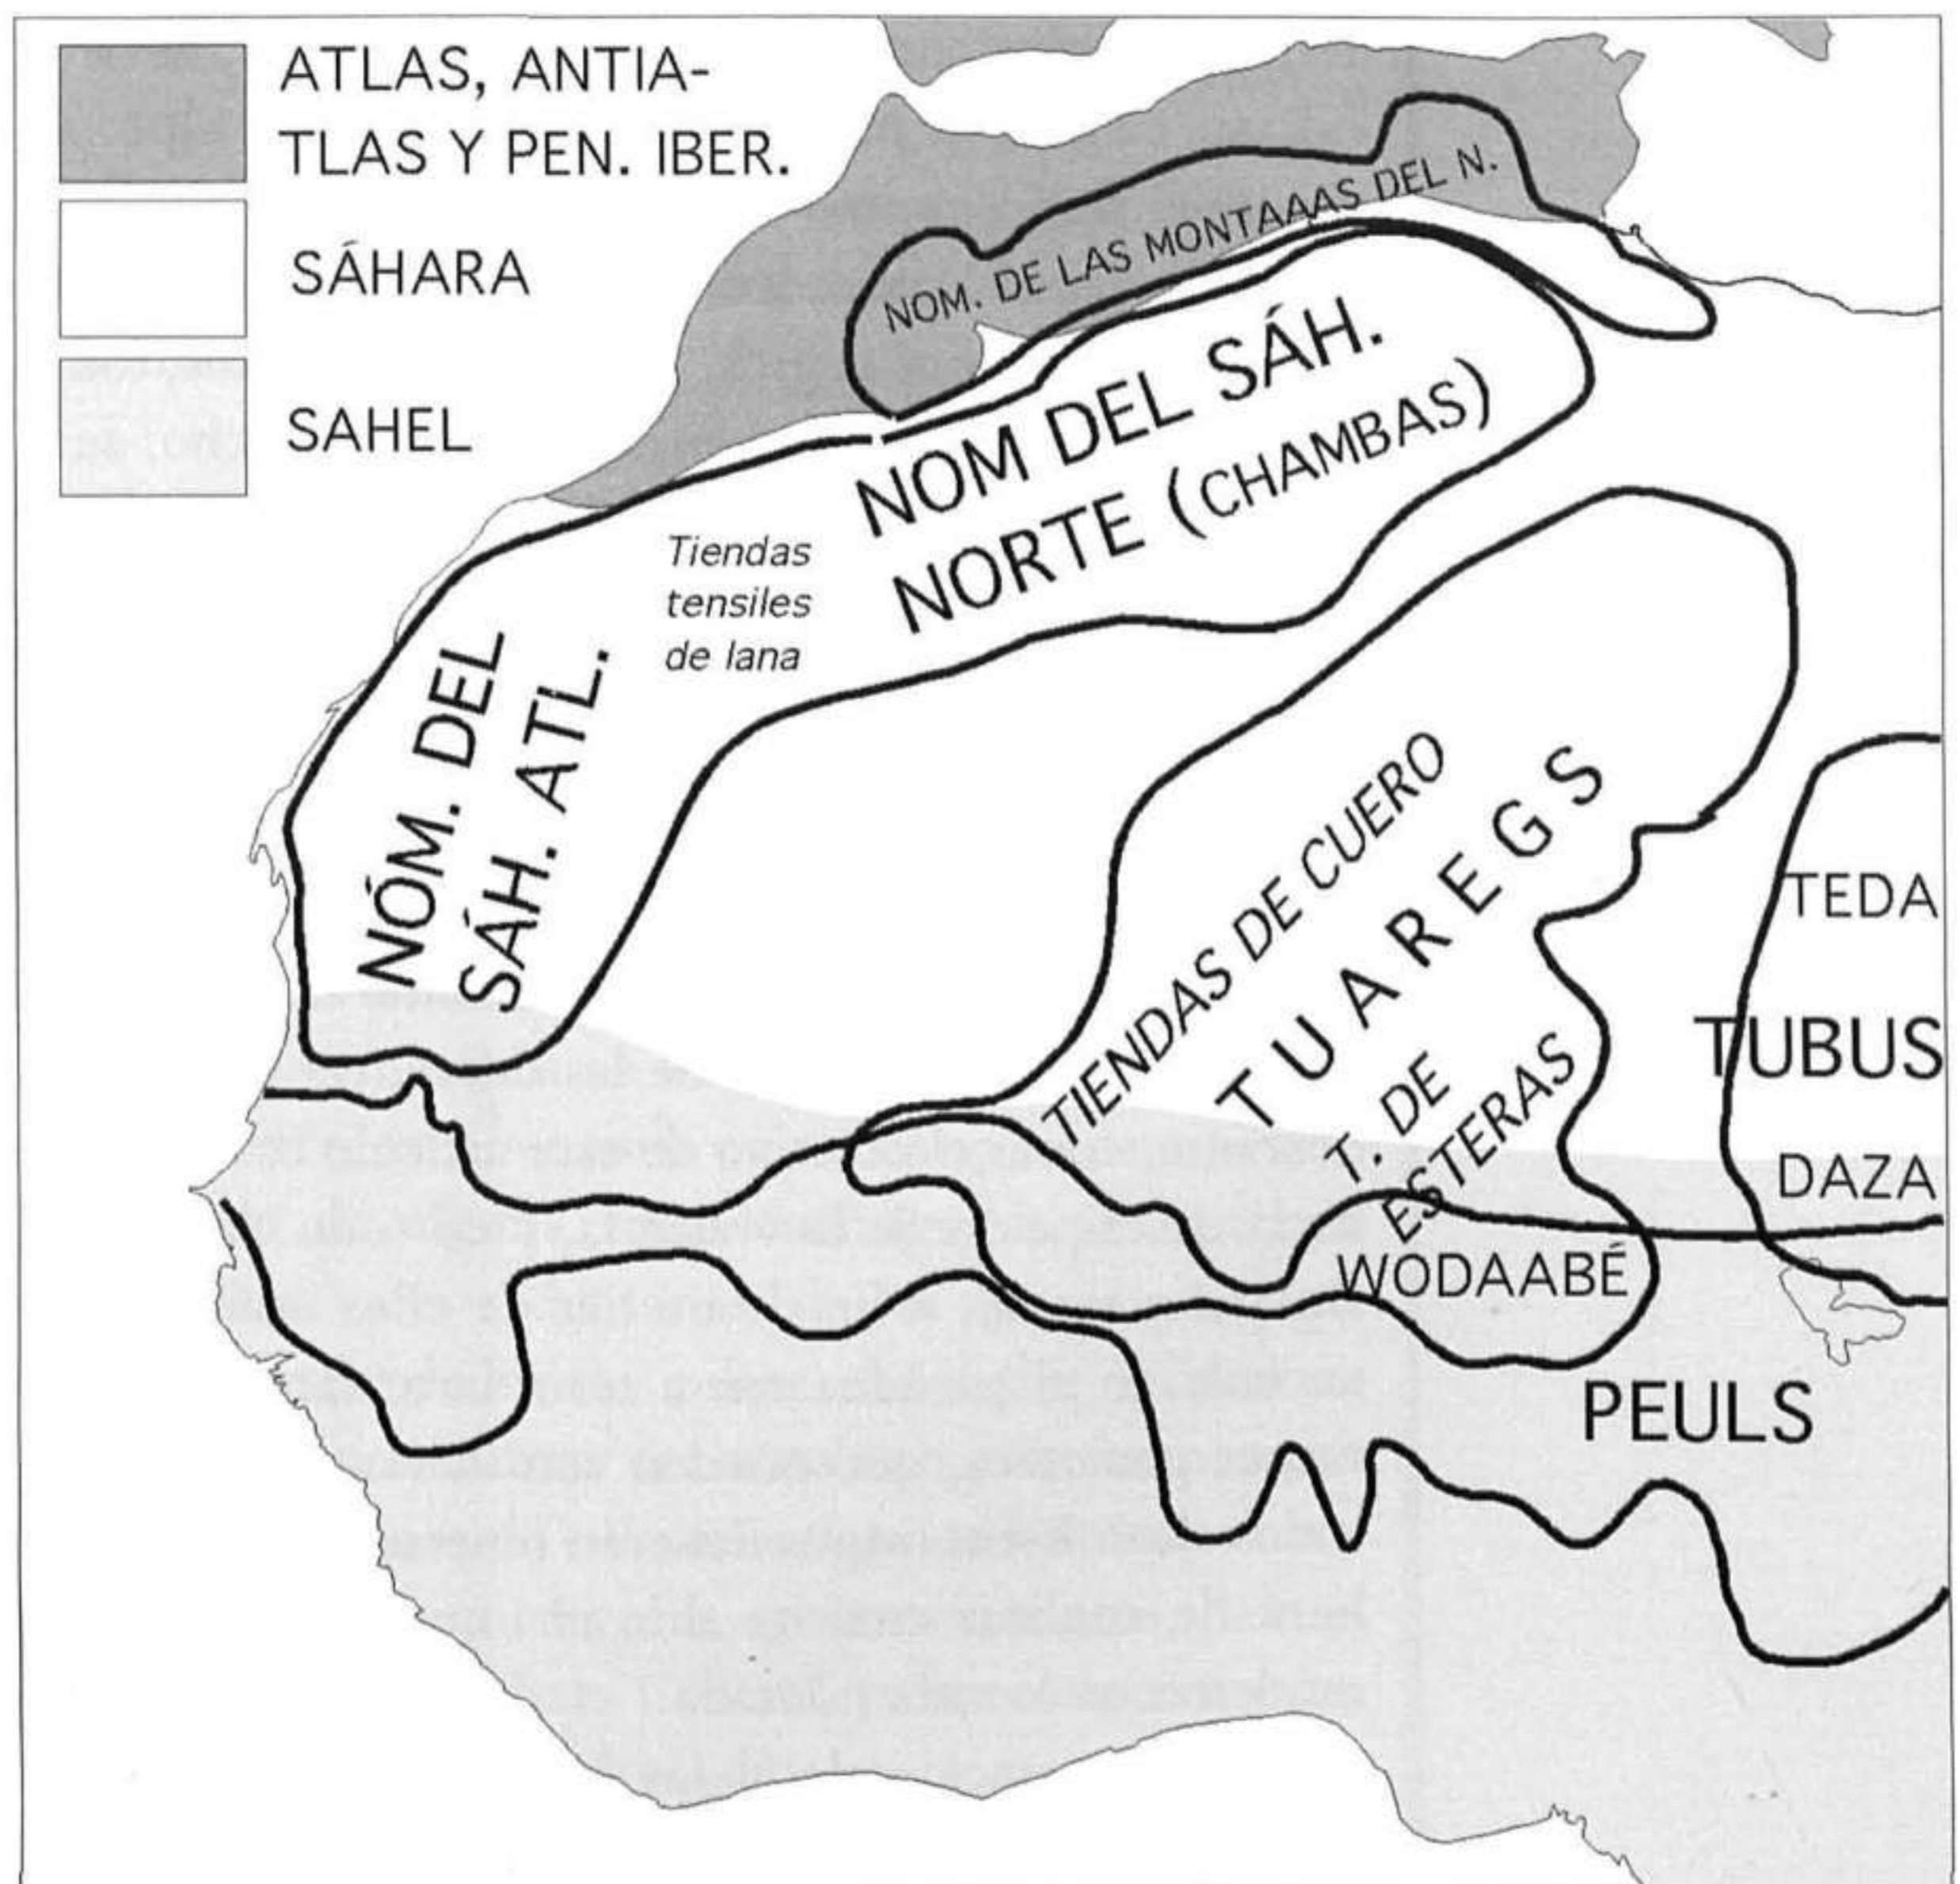 ATLAS, ANTIA-
TLAS Y PEN. IBER.
SÁHARA
SAHEL
NOM. DE LAS MONTAAAS DEL N.
NOM DEL SÁH.
NORTE (CHAMBAS)
Tiendas
tensiles
de lana
NÓM. DEL
SÁH. ATL.
TIENDAS DE CUERO
TUAREGS
T. DE
ESTERAS
TEDA
TUBUS
DAZA
WODAABÉ
PEULS